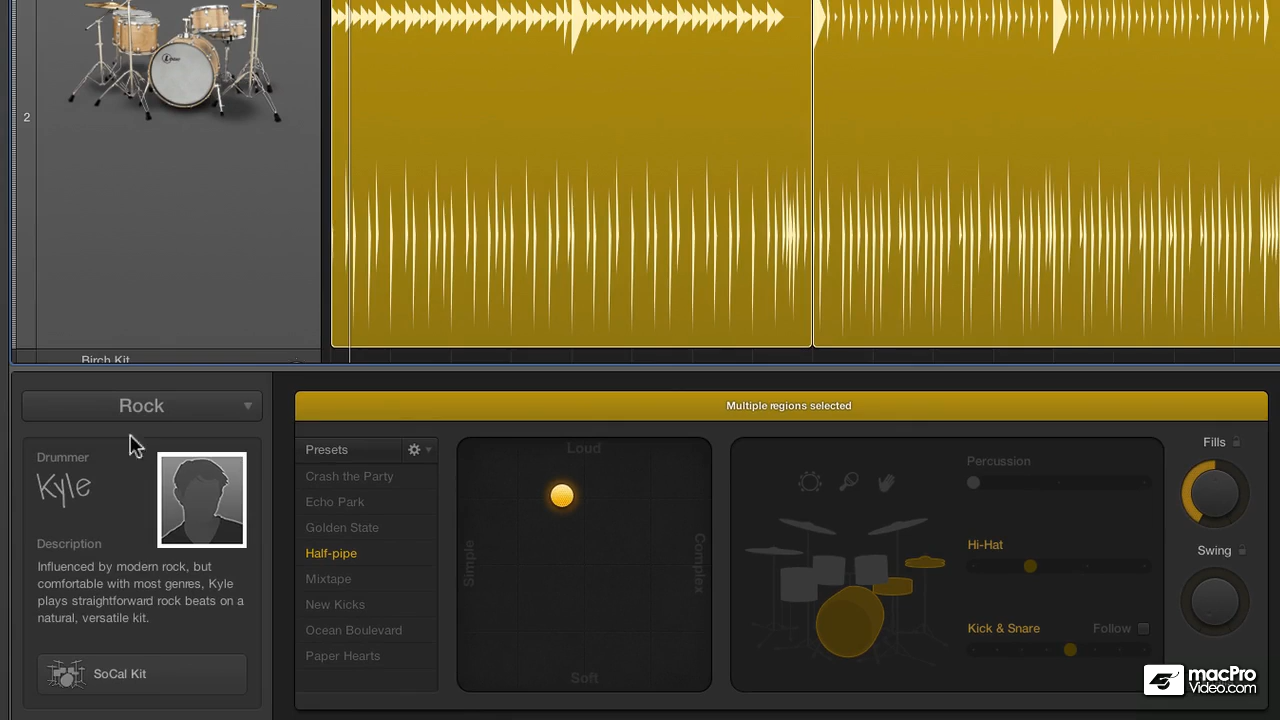 2
Birch Kit
Rock
Drummer
Kyle
Description
Influenced by modern rock, but
comfortable with most genres, Kyle
plays straightforward rock beats on a
natural, versatile kit.
SoCal Kit
Multiple regions selected
Presets
Crash the Party
Echo Park
Golden State
Half-pipe
Mixtape
New Kicks
Ocean Boulevard
Paper Hearts
Loud
Simple
Complex
Soft
Percussion
Hi-Hat
Kick & Snare
Follow
Fills
Swing
macPro
Video.com